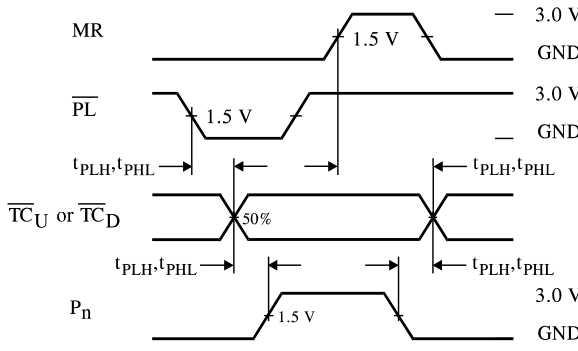 MR 1.5 V 3.0 V
GND
PL 1.5 V 3.0 V
GND
tPLH,tPHL tPLH,tPHL
TCU or TCD 50%
tPLH,tPHL tPLH,tPHL
Pn 1.5 V 3.0 V
GND